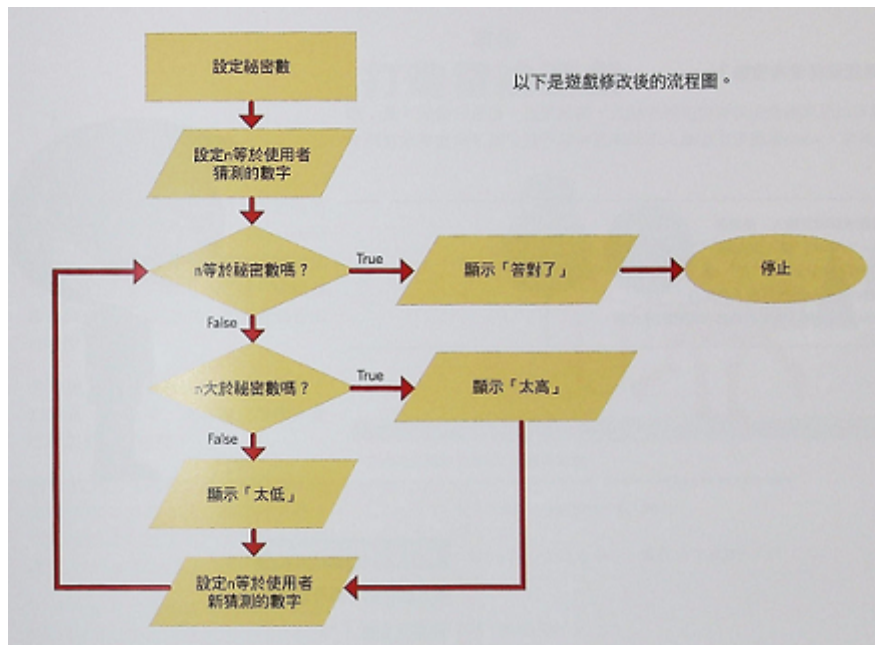 設定祕密數
以下是遊戲修改後的流程圖。
設定n等於使用者
猜測的數字
n等於祕密數嗎？
True
顯示「答對了」
停止
False
n大於祕密數嗎？
True
顯示「太高」
False
顯示「太低」
設定n等於使用者
新猜測的數字